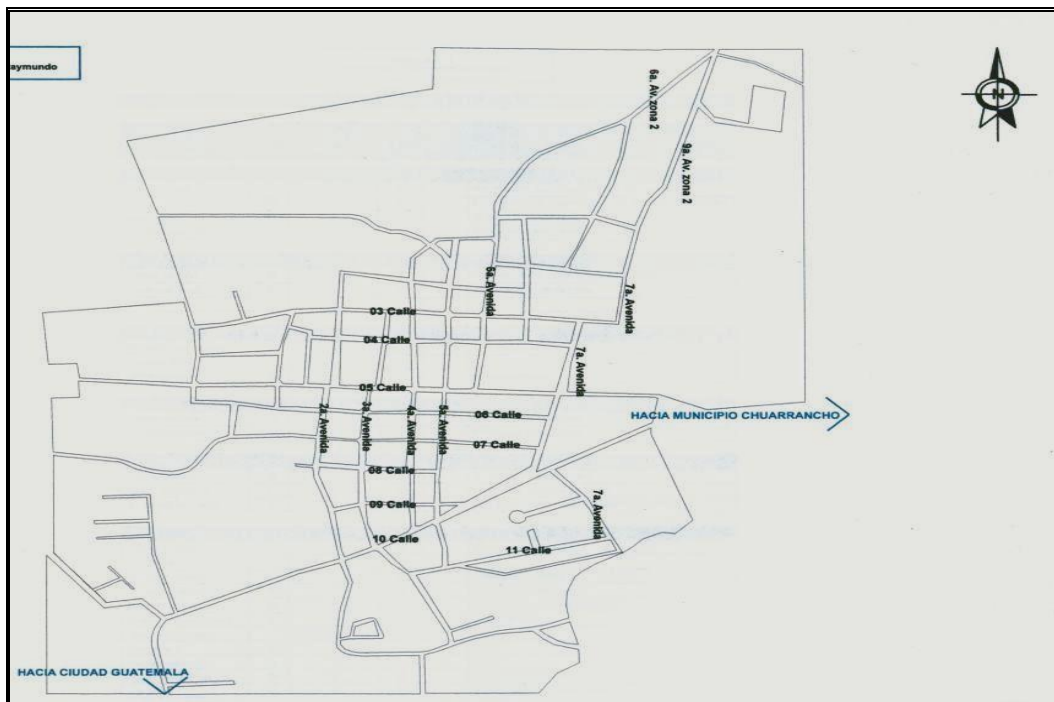 aymundo
6a. Av. zona 2
9a. Av. zona 2
N
6a. Avenida
7a. Avenida
03 Calle
04 Calle
7a. Avenida
05 Calle
2a. Avenida
3a. Avenida
4a. Avenida
5a. Avenida
06 Calle
HACIA MUNICIPIO CHUARRANCHO
07 Calle
08 Calle
09 Calle
7a. Avenida
10 Calle
11 Calle
HACIA CIUDAD GUATEMALA